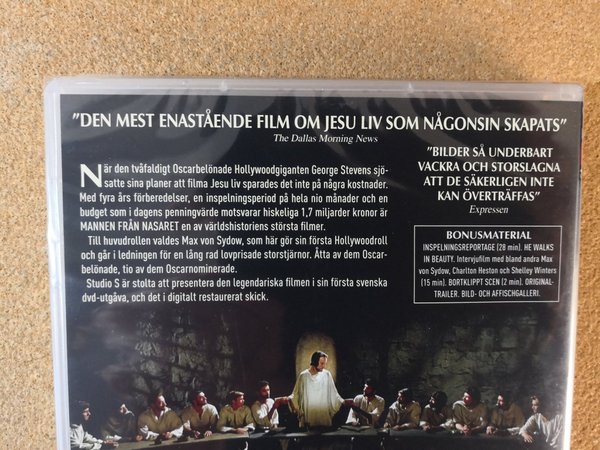 "DEN MEST ENASTÅENDE FILM OM JESU LIV SOM NÅGONSIN SKAPATS"
The Dallas Morning News
När den tvåfaldigt Oscarbelönade Hollywoodgiganten George Stevens sjö-
satte sina planer att filma Jesu liv sparades det inte på några kostnader.
Med fyra års förberedelser, en inspelningsperiod på hela nio månader och en
budget som i dagens penningvärde motsvarar hiskeliga 1,7 miljarder kronor är
MANNEN FRÅN NASARET en av världshistoriens största filmer.
Till huvudrollen valdes Max von Sydow, som här gör sin första Hollywoodroll
och går i ledningen för en lång rad lovprisade storstjärnor. Åtta av dem Oscar-
belönade, tio av dem Oscarnominerade.
Studio S är stolta att presentera den legendariska filmen i sin första svenska
dvd-utgåva, och det i digitalt restaurerat skick.
"BILDER SÅ UNDERBART
VACKRA OCH STORSLAGNA
ATT DE SÄKERLIGEN INTE
KAN ÖVERTRÄFFAS"
Expressen
BONUSMATERIAL
INSPELNINGSREPORTAGE (28 min). HE WALKS
IN BEAUTY. Intervjufilm med bland andra Max
von Sydow, Charlton Heston och Shelley Winters
(15 min). BORTKLIPPT SCEN (2 min). ORIGINAL-
TRAILER. BILD- OCH AFFISCHGALLERI.